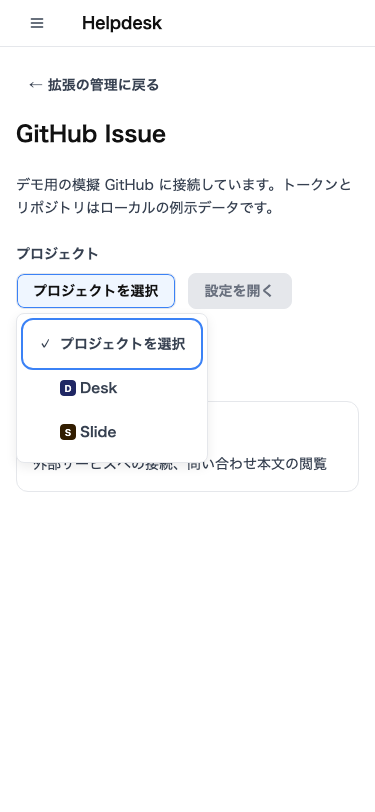 Helpdesk
← 拡張の管理に戻る
GitHub Issue
デモ用の模擬 GitHub に接続しています。トークンと
リポジトリはローカルの例示データです。
プロジェクト
プロジェクトを選択 設定を開く
✓ プロジェクトを選択
D Desk
S Slide
外部サービスへの接続、問い合わせ本文の閲覧